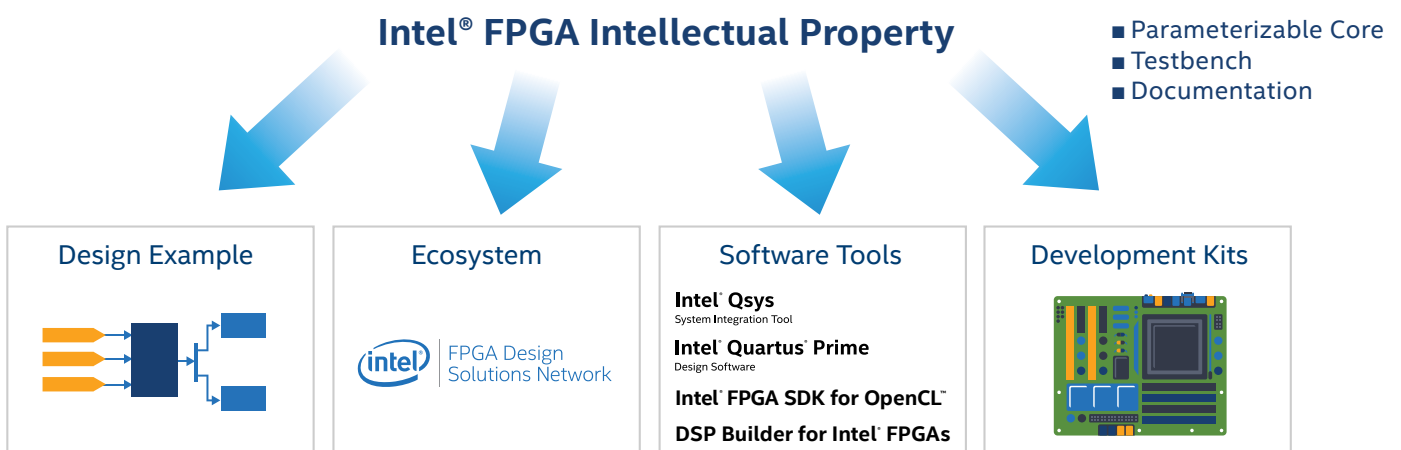 Intel® FPGA Intellectual Property
■ Parameterizable Core
■ Testbench
■ Documentation
Design Example
Ecosystem
intel®
FPGA Design
Solutions Network
Software Tools
Intel® Qsys
System Integration Tool
Intel® Quartus® Prime
Design Software
Intel® FPGA SDK for OpenCL™
DSP Builder for Intel® FPGAs
Development Kits